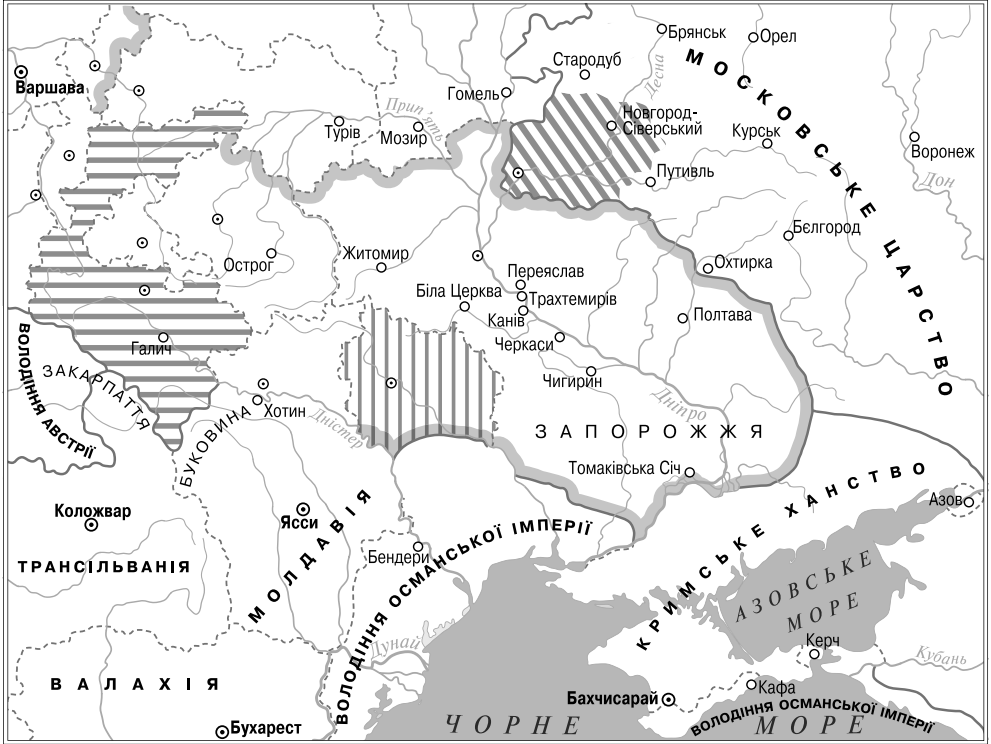 Брянськ
Орел
Стародуб
Варшава
Гомель
Десна
МОСКОВСЬКЕ ЦАРСТВО
Прип'ять
Новгород-
Сіверський
Турів
Мозир
Курськ
Воронеж
Путивль
Дон
Бєлгород
Острог
Житомир
Охтирка
Переяслав
Біла Церква
Трахтемирів
Канів
Полтава
Черкаси
Галич
ВОЛОДІННЯ АВСТРІЇ
ЗАКАРПАТТЯ
Чигирин
Хотин
Дністер
Дніпро
БУКОВИНА
ЗАПОРОЖЖЯ
Томаківська Січ
Коложвар
Ясси
Азов
КРИМСЬКЕ ХАНСТВО
МОЛДАВІЯ
Бендери
ВОЛОДІННЯ ОСМАНСЬКОЇ ІМПЕРІЇ
ТРАНСІЛЬВАНІЯ
АЗОВСЬКЕ
МОРЕ
Керч
Дунай
Кубань
ВАЛАХІЯ
Кафа
Бахчисарай
ВОЛОДІННЯ ОСМАНСЬКОЇ ІМПЕРІЇ
Бухарест
ЧОРНЕ МОРЕ